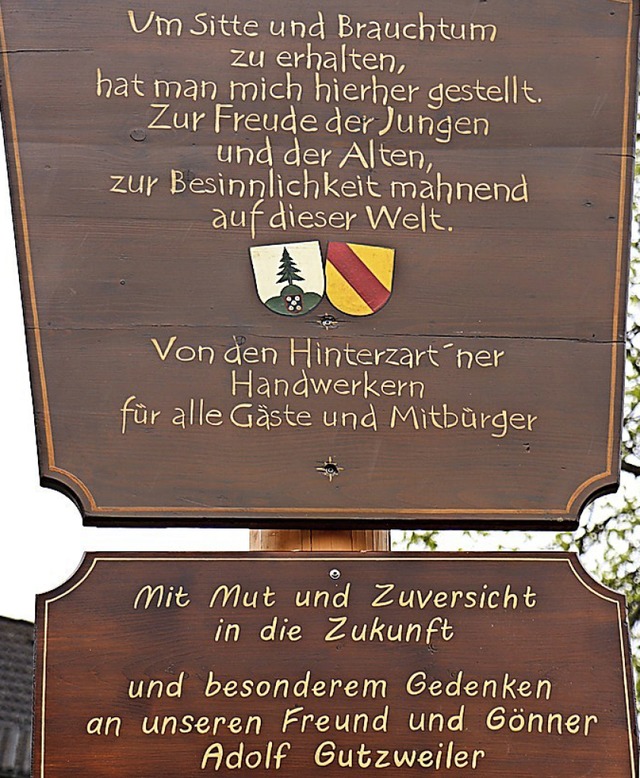 Um Sitte und Brauchtum
zu erhalten,
hat man mich hierher gestellt.
Zur Freude der Jungen
und der Alten,
zur Besinnlichkeit mahnend
auf dieser Welt.
Von den Hinterzart´ner
Handwerkern
für alle Gäste und Mitbürger
Mit Mut und Zuversicht
in die Zukunft
und besonderem Gedenken
an unseren Freund und Gönner
Adolf Gutzweiler